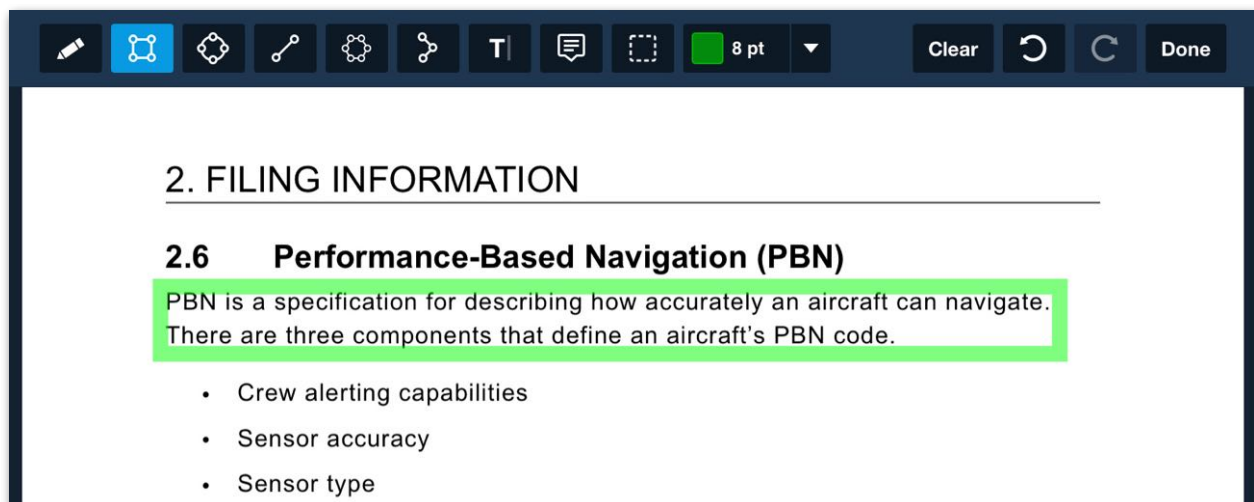 T 8 pt Clear Done
2. FILING INFORMATION
2.6 Performance-Based Navigation (PBN)
PBN is a specification for describing how accurately an aircraft can navigate.
There are three components that define an aircraft’s PBN code.
• Crew alerting capabilities
• Sensor accuracy
• Sensor type